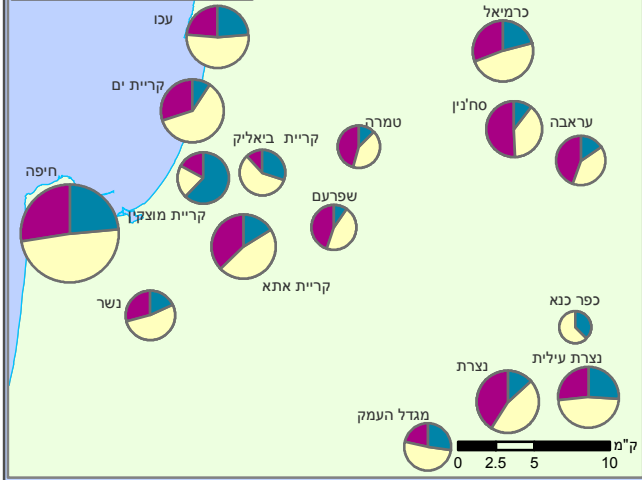 כרמיאל
עכו
קריית ים
סח'נין
עראבה
טמרה
קריית ביאליק
חיפה
שפרעם
קריית מוצקין
קריית אתא
נשר
כפר כנא
נצרת עילית
נצרת
מגדל העמק
ק"מ
0 2.5 5 10